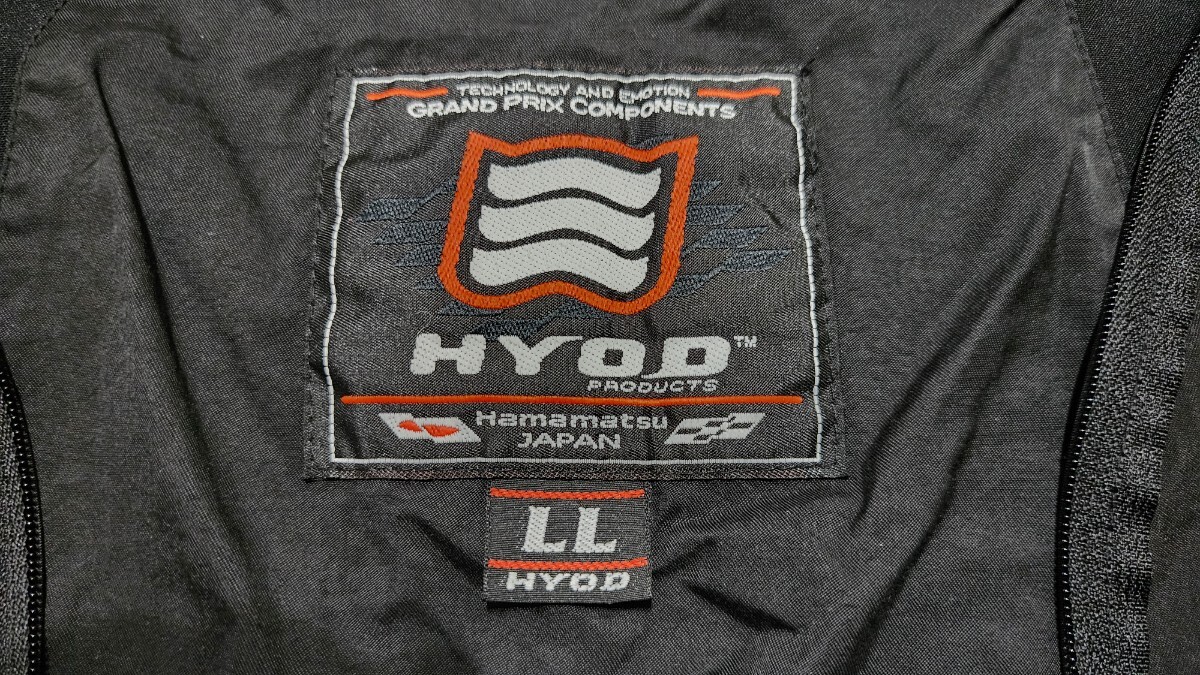 TECHNOLOGY AND EMOTION
GRAND PRIX COMPONENTS
HYOD™
PRODUCTS
Hamamatsu
JAPAN
LL
HYOD